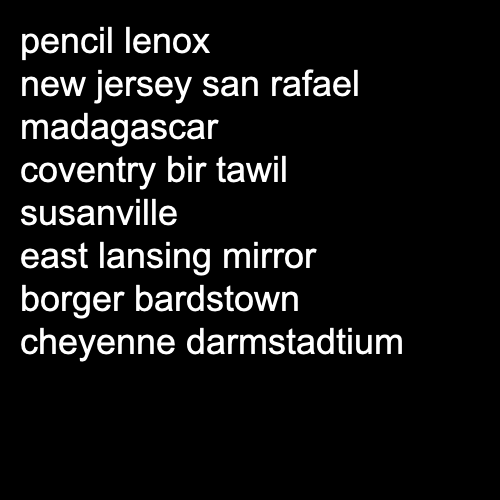 pencil lenox
new jersey san rafael
madagascar
coventry bir tawil
susanville
east lansing mirror
borger bardstown
cheyenne darmstadtium